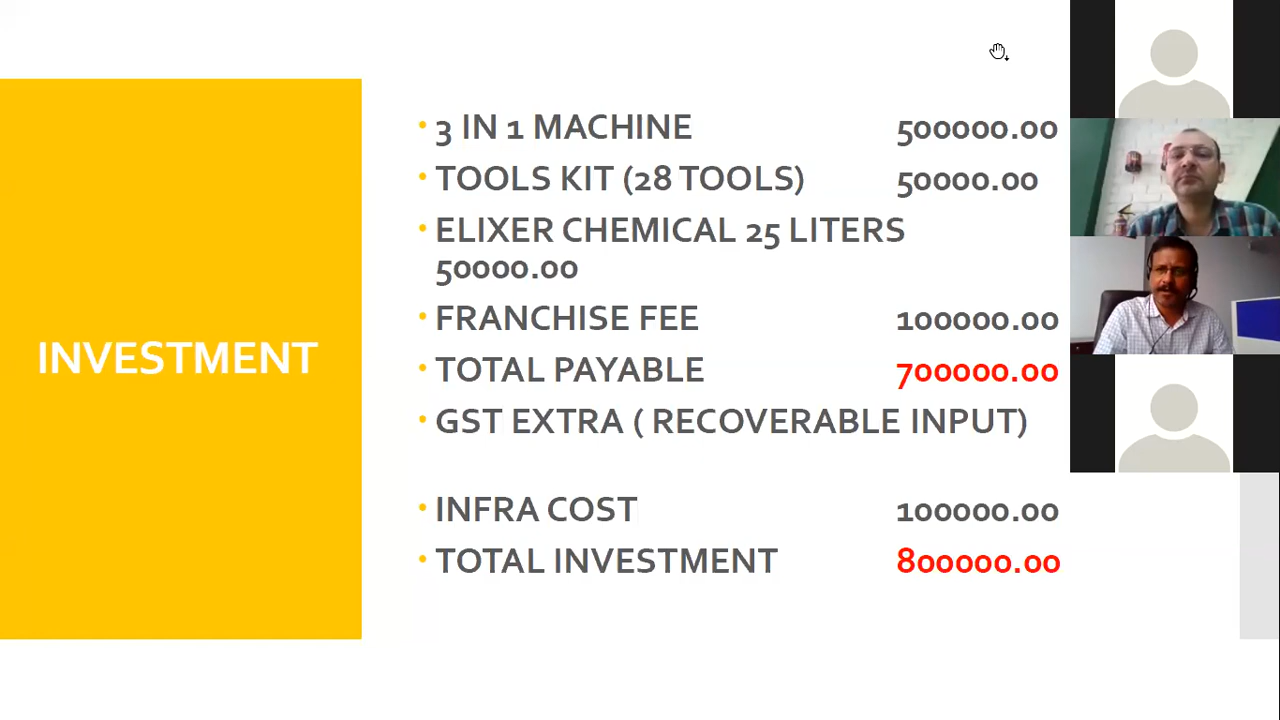 INVESTMENT
• 3 IN 1 MACHINE 500000.00
• TOOLS KIT (28 TOOLS) 50000.00
• ELIXER CHEMICAL 25 LITERS
50000.00
• FRANCHISE FEE 100000.00
• TOTAL PAYABLE 700000.00
• GST EXTRA ( RECOVERABLE INPUT)
• INFRA COST 100000.00
• TOTAL INVESTMENT 800000.00